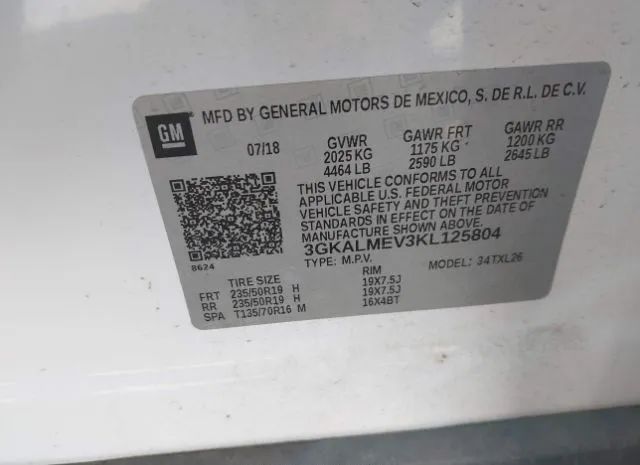 MFD BY GENERAL MOTORS DE MEXICO, S. DE R.L. DE C.V.
GM
07/18 GVWR GAWR FRT GAWR RR
2025 KG 1175 KG 1200 KG
4464 LB 2590 LB 2645 LB
THIS VEHICLE CONFORMS TO ALL
APPLICABLE U.S. FEDERAL MOTOR
VEHICLE SAFETY AND THEFT PREVENTION
STANDARDS IN EFFECT ON THE DATE OF
MANUFACTURE SHOWN ABOVE.
3GKALMEV3KL125804
8624
TYPE: M.P.V. MODEL: 34TXL26
TIRE SIZE RIM
FRT 235/50R19 H 19X7.5J
RR 235/50R19 H 19X7.5J
SPA T135/70R16 M 16X4BT